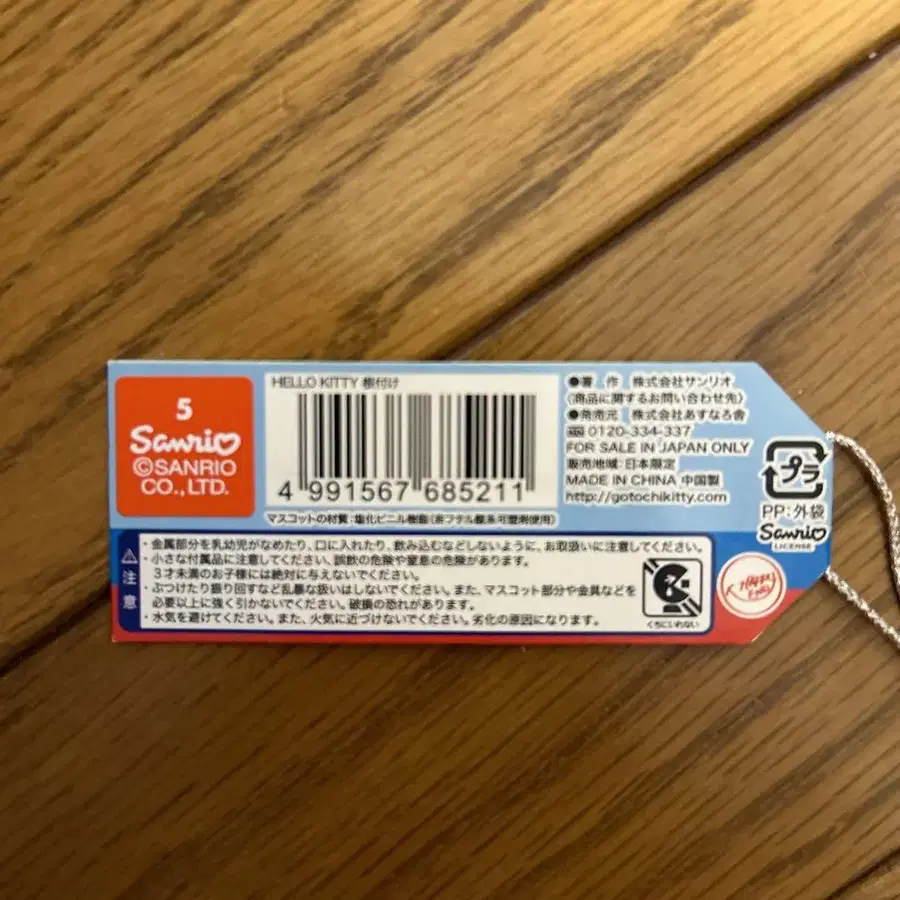 5
Sanrio
©SANRIO
CO.,LTD.
HELLO KITTY 根付け
4 991567 685211
マスコットの材質:塩化ビニル樹脂(非フタル酸系可塑剤使用)
●著 作 株式会社サンリオ
〈商品に関するお問い合わせ先〉
●発売元 株式会社あすなろ舎
0120-334-337
FOR SALE IN JAPAN ONLY
販売地域:日本限定
MADE IN CHINA 中国製
http://gotochikitty.com
プラ
PP:外袋
Sanrio
LICENSE
注意
・金属部分を乳幼児がなめたり、口に入れたり、飲み込むなどしないように、お取扱いに注意してください。
・小さな付属品に注意してください。誤飲の危険や窒息の危険があります。
3才未満のお子様には絶対に与えないでください。
・ぶつけたり振り回すなど乱暴な扱いはしないでください。また、マスコット部分や金具などを
必要以上に強く引かないでください。破損の恐れがあります。
・水気を避けてください。また、火気に近づけないでください。劣化の原因になります。
くちにいれない